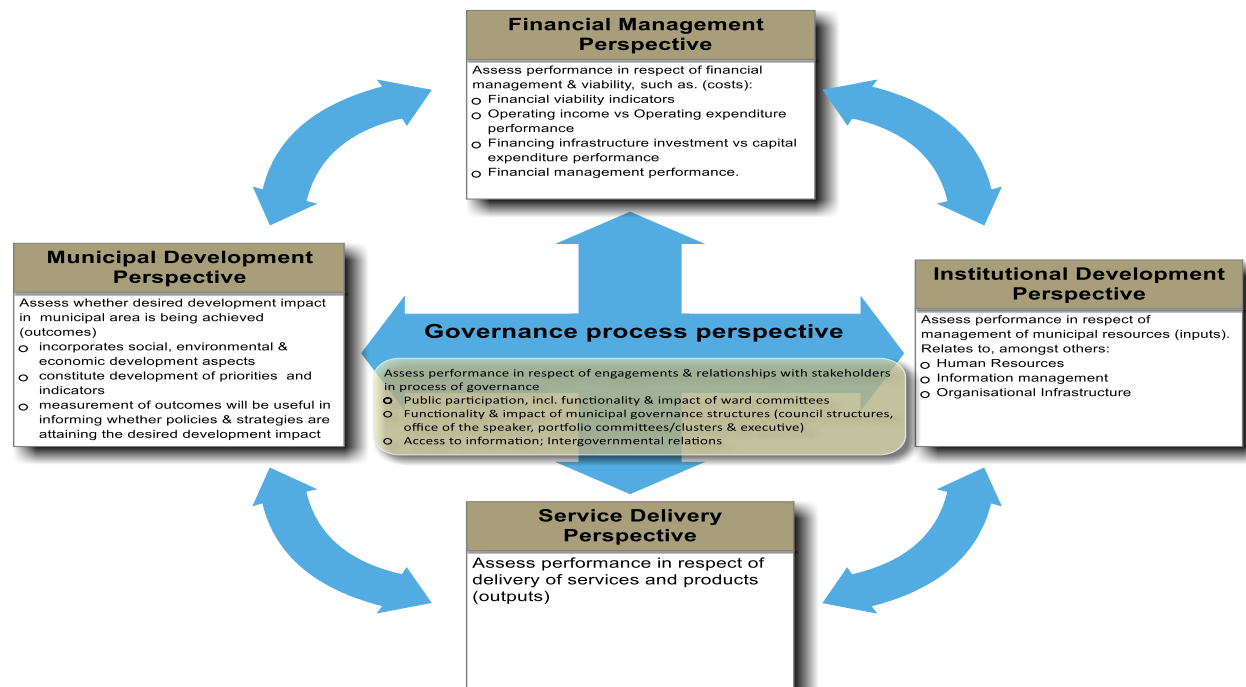 Financial Management
Perspective
Assess performance in respect of financial
management & viability, such as. (costs):
Financial viability indicators
Operating income vs Operating expenditure
performance
Financing infrastructure investment vs capital
expenditure performance
Financial management performance.
Municipal Development
Perspective
Assess whether desired development impact
in municipal area is being achieved
(outcomes)
incorporates social, environmental &
economic development aspects
constitute development of priorities and
indicators
measurement of outcomes will be useful in
informing whether policies & strategies are
attaining the desired development impact
Governance process perspective
Assess performance in respect of engagements & relationships with stakeholders
in process of governance
Public participation, incl. functionality & impact of ward committees
Functionality & impact of municipal governance structures (council structures,
office of the speaker, portfolio committees/clusters & executive)
Access to information; Intergovernmental relations
Institutional Development
Perspective
Assess performance in respect of
management of municipal resources (inputs).
Relates to, amongst others:
Human Resources
Information management
Organisational Infrastructure
Service Delivery
Perspective
Assess performance in respect of
delivery of services and products
(outputs)